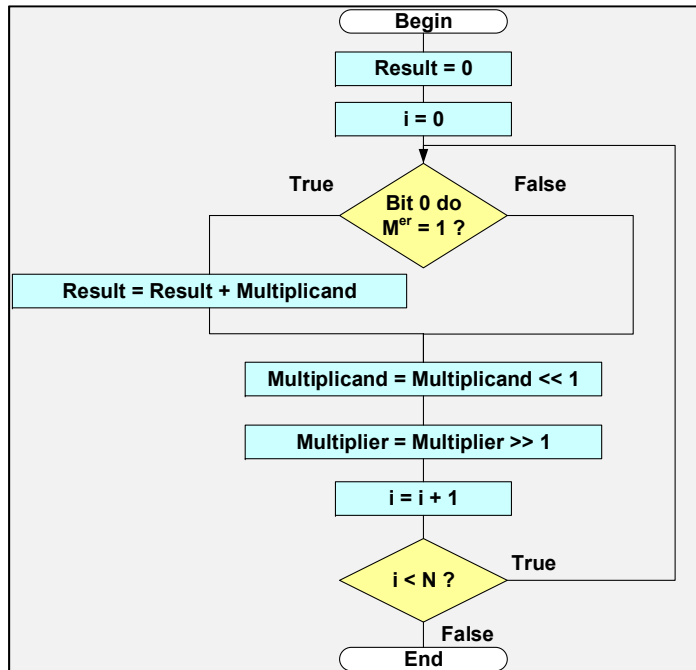 Begin
Result = 0
i = 0
True
False
Bit 0 do
M^er = 1 ?
Result = Result + Multiplicand
Multiplicand = Multiplicand << 1
Multiplier = Multiplier >> 1
i = i + 1
i < N ?
True
False
End